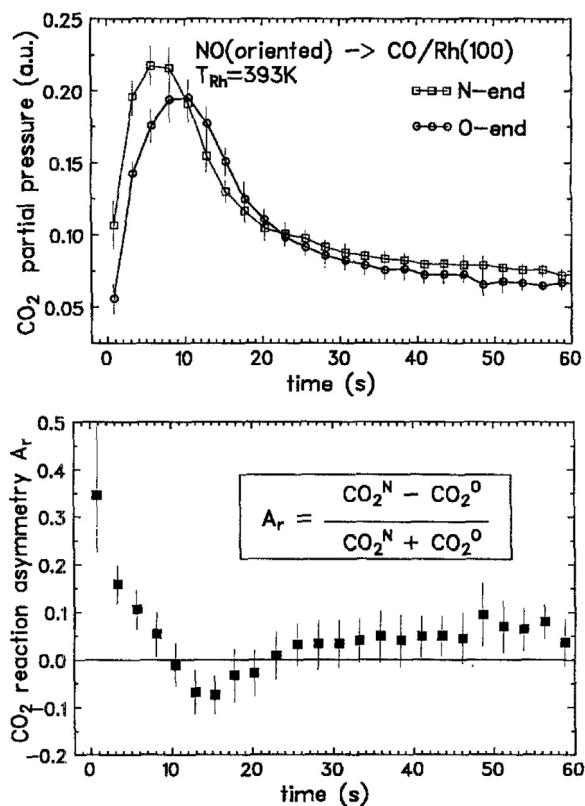 NO(oriented) -> CO/Rh(100)
T_Rh=393K
N-end
O-end
CO₂ partial pressure (a.u.)
0.25
0.20
0.15
0.10
0.05
0 10 20 30 40 50 60
time (s)
CO₂ reaction asymmetry A_r
0.5
0.4
0.3
0.2
0.1
0.0
-0.1
-0.2
A_r = CO₂^N − CO₂^O
CO₂^N + CO₂^O
0 10 20 30 40 50 60
time (s)